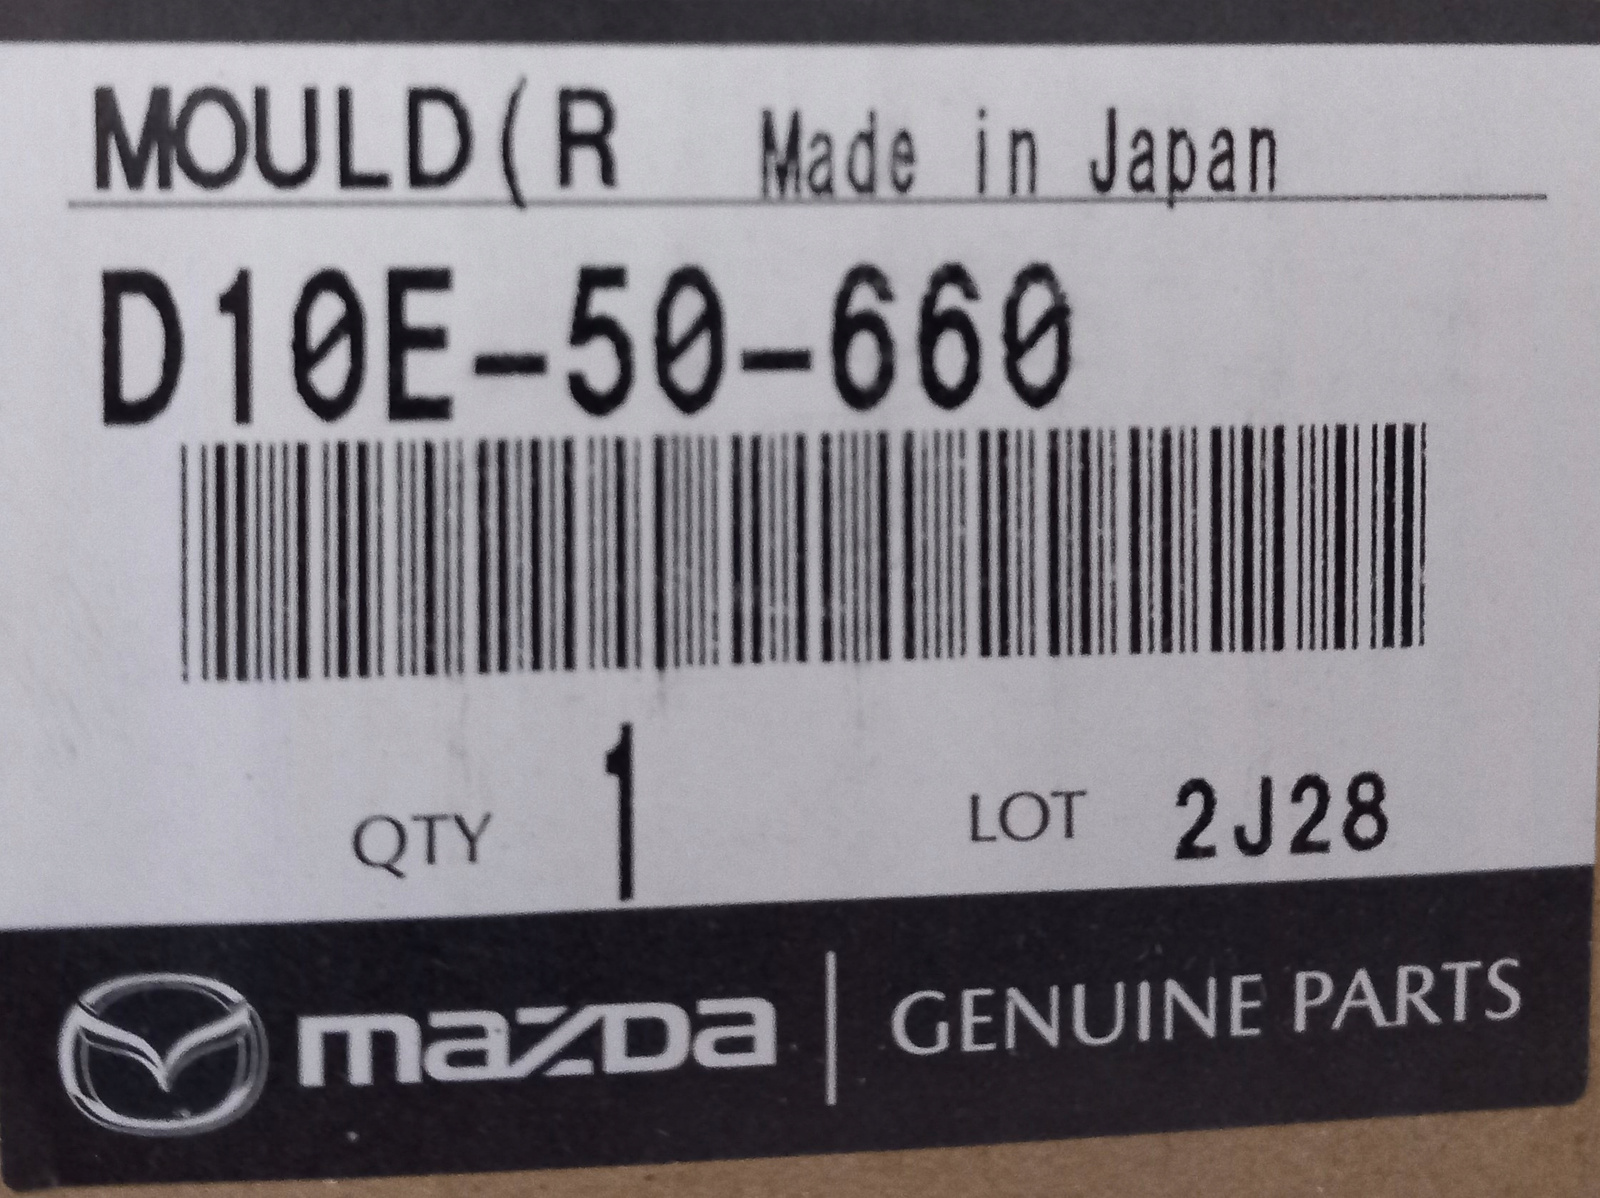 MOULD(R Made in Japan
D10E-50-660
QTY 1 LOT 2J28
mazda GENUINE PARTS